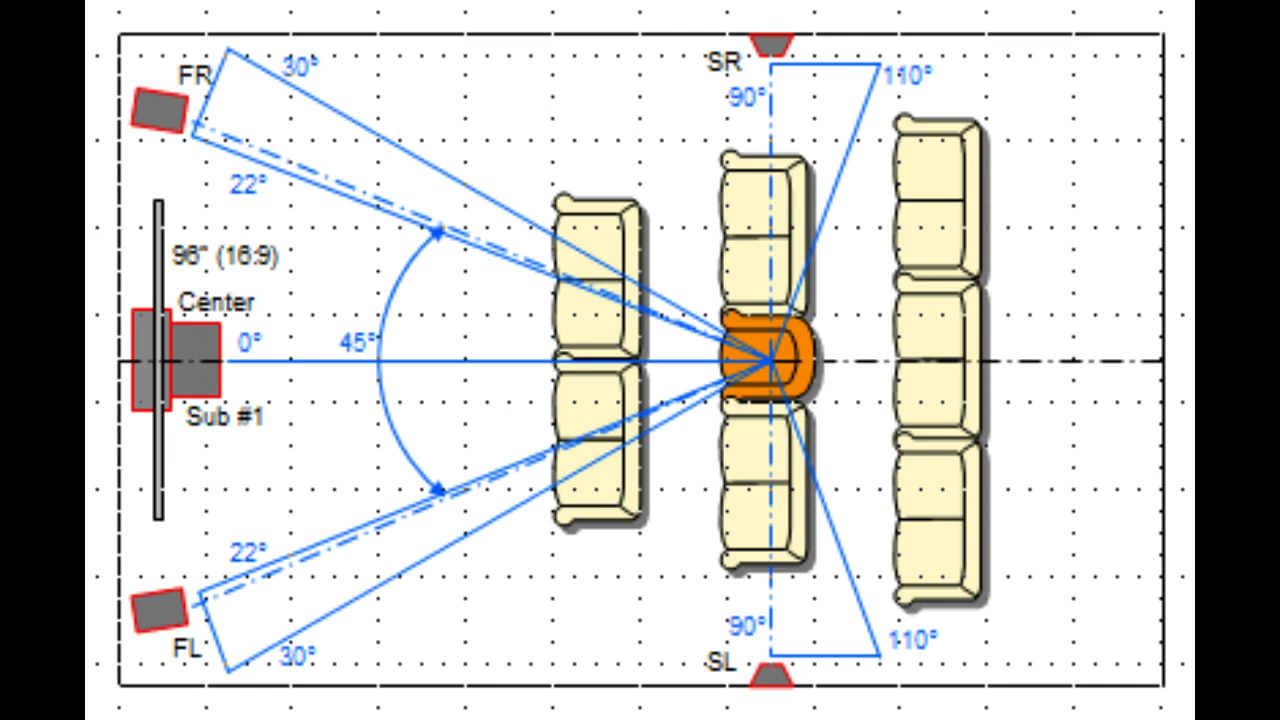 FR
30°
SR
110°
90°
22°
96" (16:9)
Center
0°
45°
Sub #1
22°
FL
30°
90°
110°
SL